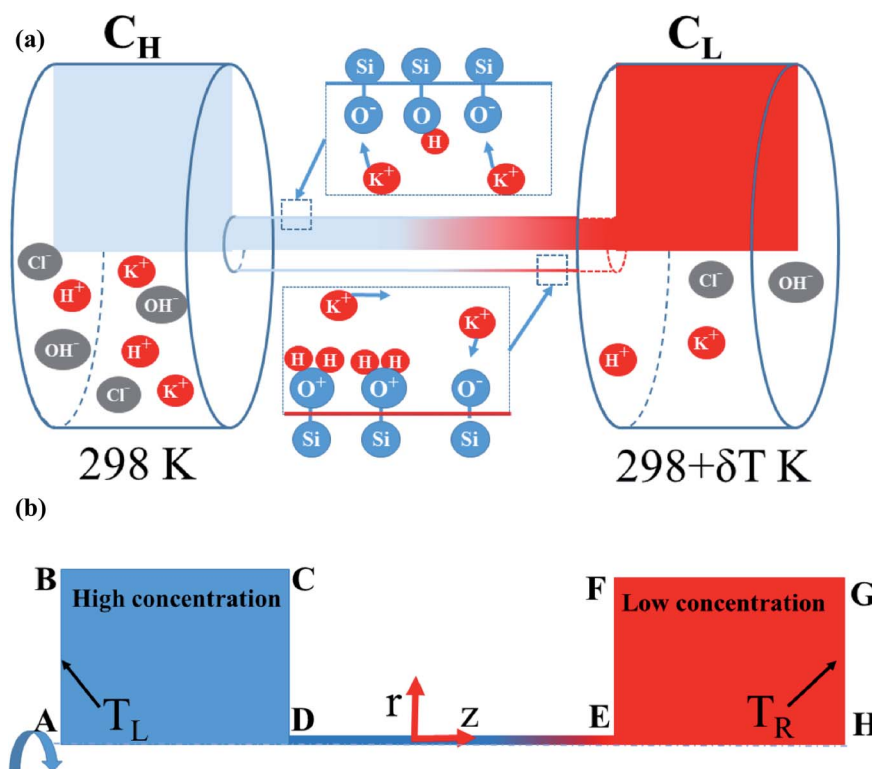 (a)
C_H
C_L
Si Si Si
O⁻ O O⁻
H
K⁺ K⁺
Cl⁻ K⁺
H⁺ OH⁻
OH⁻ H⁺
Cl⁻ K⁺
K⁺ K⁺
H H H H
O⁺ O⁺ O⁻
Si Si Si
Cl⁻ OH⁻
H⁺ K⁺
298 K
298+δT K
(b)
B C F G
High concentration
Low concentration
T_L r z T_R
A D E H